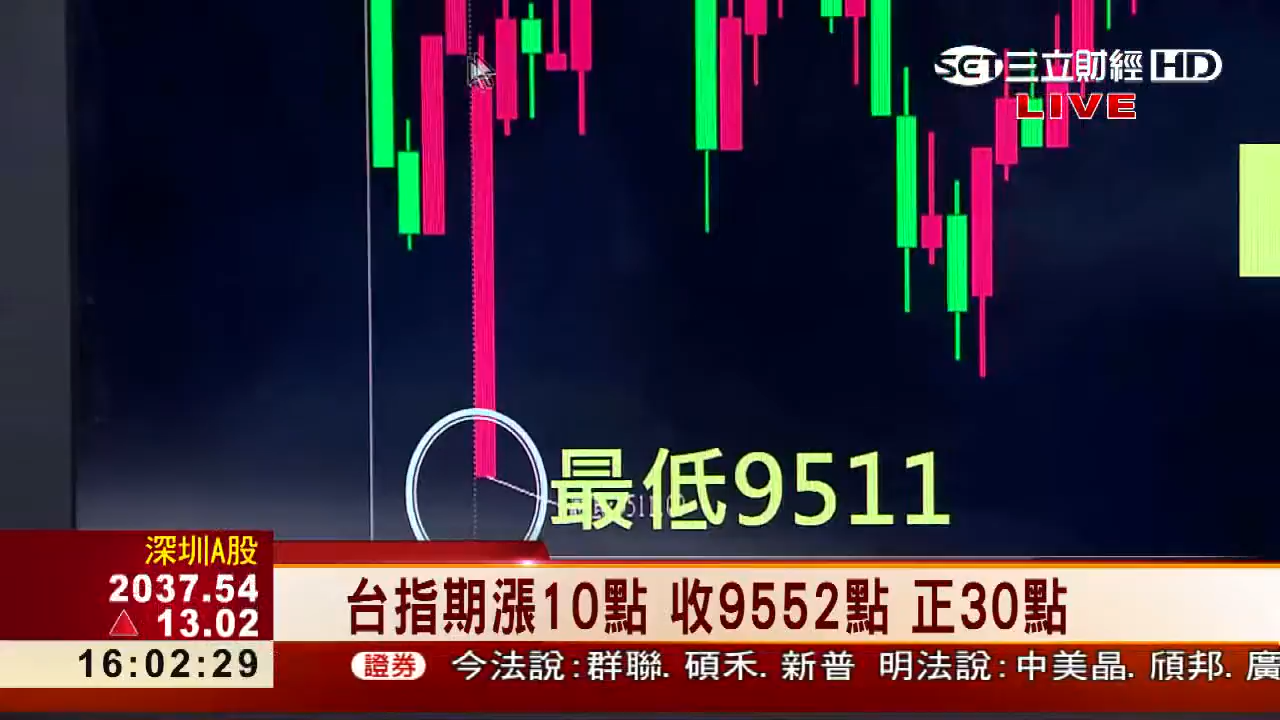 SET三立財經HD
LIVE
最低9511
深圳A股
2037.54
▲ 13.02
16:02:29
台指期漲10點 收9552點 正30點
證券 今法說:群聯.碩禾.新普 明法說:中美晶.頎邦.廣